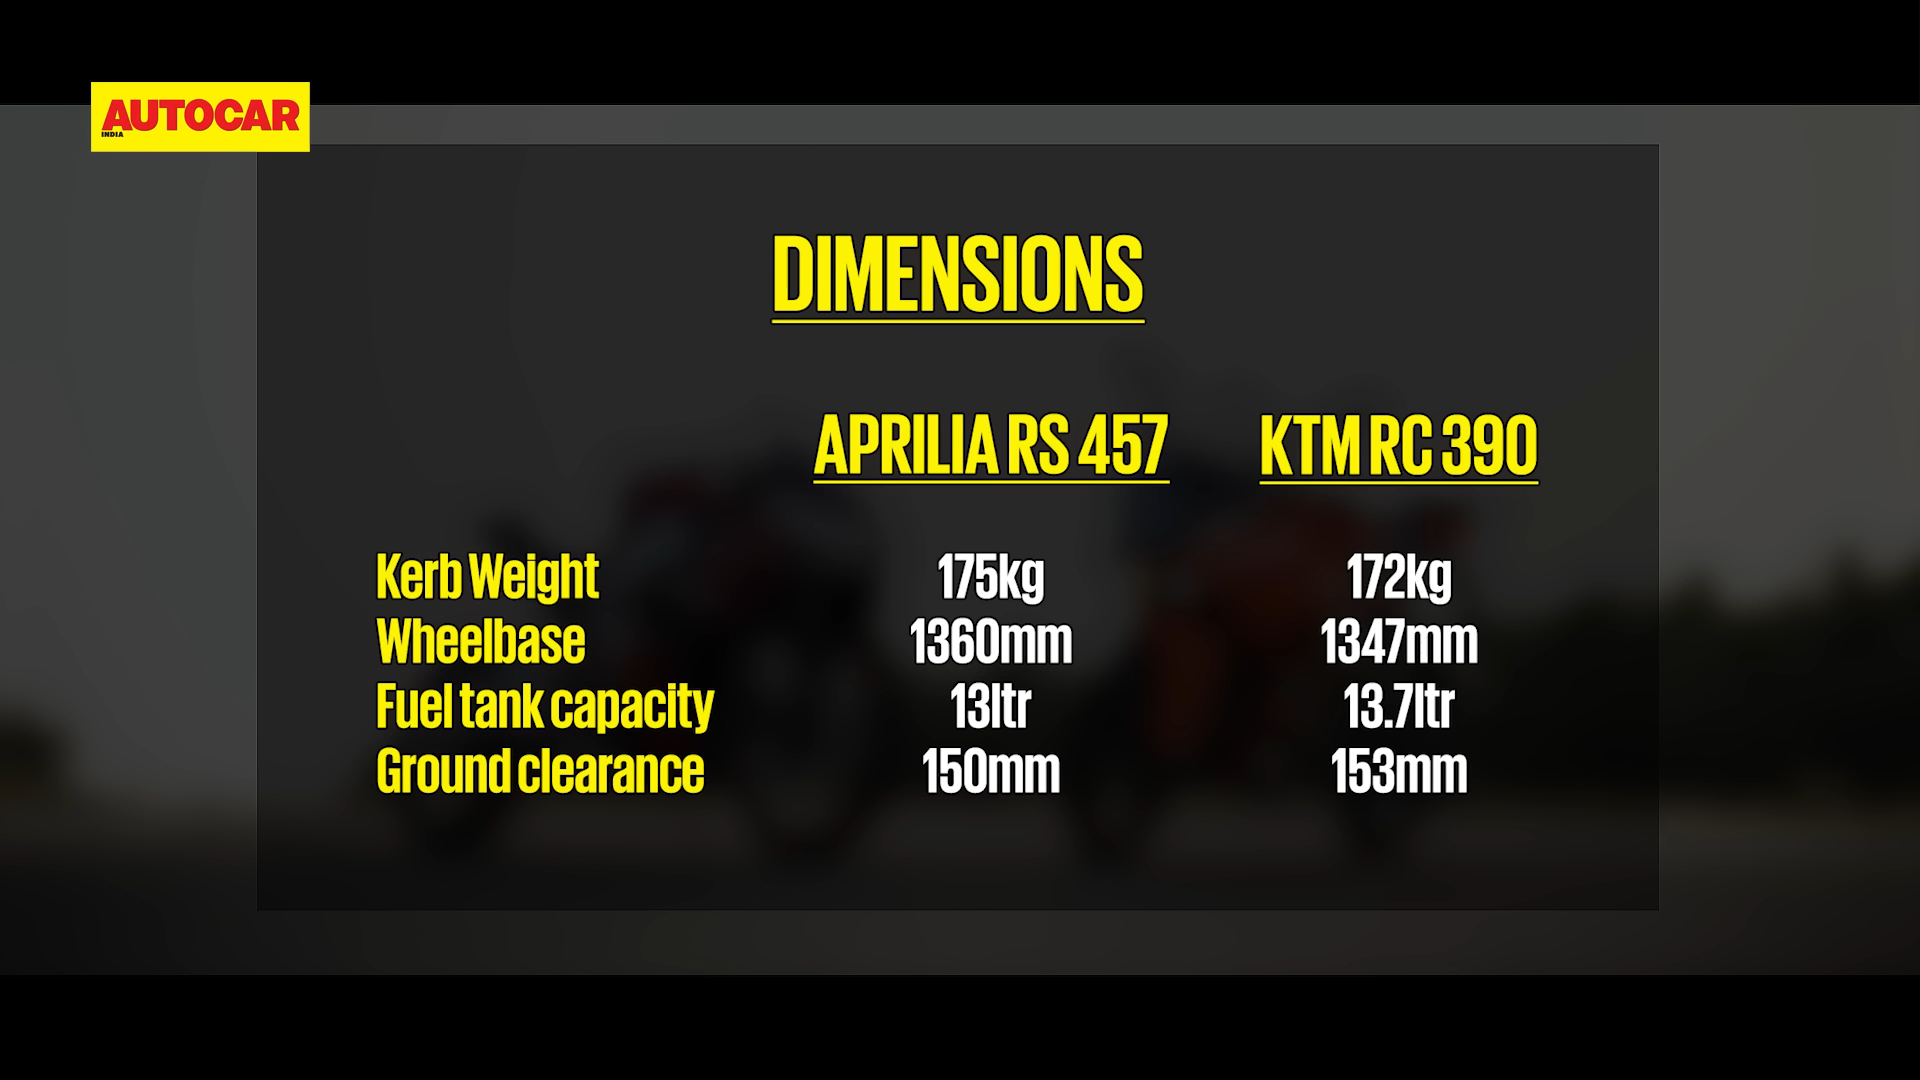 AUTOCAR
INDIA
DIMENSIONS
APRILIA RS 457 KTM RC 390
Kerb Weight 175kg 172kg
Wheelbase 1360mm 1347mm
Fuel tank capacity 13ltr 13.7ltr
Ground clearance 150mm 153mm